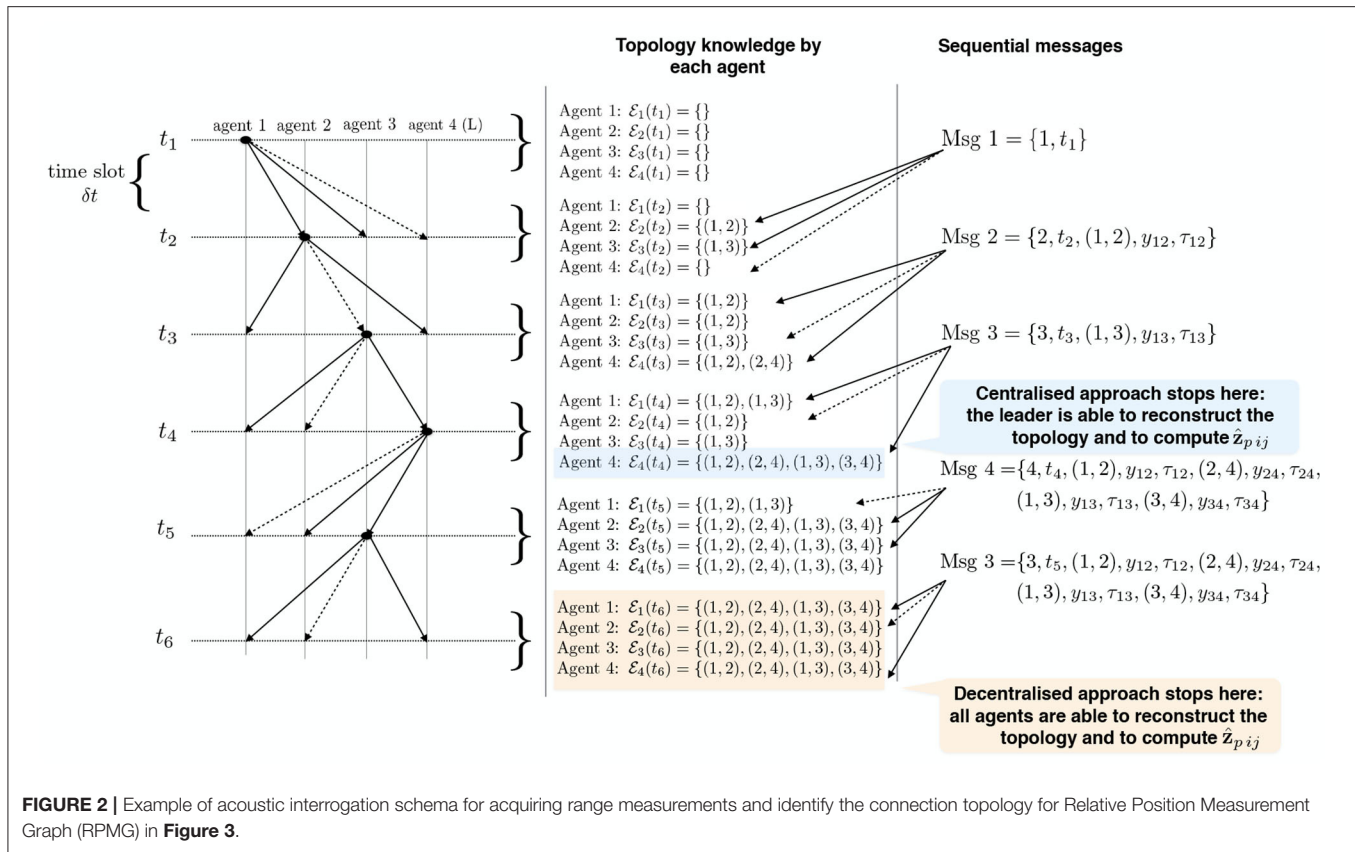 Topology knowledge by
each agent
Sequential messages
agent 1 agent 2 agent 3 agent 4 (L)
t₁
time slot
δt
t₂
t₃
t₄
t₅
t₆
Agent 1: ℰ₁(t₁) = {}
Agent 2: ℰ₂(t₁) = {}
Agent 3: ℰ₃(t₁) = {}
Agent 4: ℰ₄(t₁) = {}
Agent 1: ℰ₁(t₂) = {}
Agent 2: ℰ₂(t₂) = {(1, 2)}
Agent 3: ℰ₃(t₂) = {(1, 3)}
Agent 4: ℰ₄(t₂) = {}
Agent 1: ℰ₁(t₃) = {(1, 2)}
Agent 2: ℰ₂(t₃) = {(1, 2)}
Agent 3: ℰ₃(t₃) = {(1, 3)}
Agent 4: ℰ₄(t₃) = {(1, 2), (2, 4)}
Agent 1: ℰ₁(t₄) = {(1, 2), (1, 3)}
Agent 2: ℰ₂(t₄) = {(1, 2)}
Agent 3: ℰ₃(t₄) = {(1, 3)}
Agent 4: ℰ₄(t₄) = {(1, 2), (2, 4), (1, 3), (3, 4)}
Agent 1: ℰ₁(t₅) = {(1, 2), (1, 3)}
Agent 2: ℰ₂(t₅) = {(1, 2), (2, 4), (1, 3), (3, 4)}
Agent 3: ℰ₃(t₅) = {(1, 2), (2, 4), (1, 3), (3, 4)}
Agent 4: ℰ₄(t₅) = {(1, 2), (2, 4), (1, 3), (3, 4)}
Agent 1: ℰ₁(t₆) = {(1, 2), (2, 4), (1, 3), (3, 4)}
Agent 2: ℰ₂(t₆) = {(1, 2), (2, 4), (1, 3), (3, 4)}
Agent 3: ℰ₃(t₆) = {(1, 2), (2, 4), (1, 3), (3, 4)}
Agent 4: ℰ₄(t₆) = {(1, 2), (2, 4), (1, 3), (3, 4)}
Msg 1 = {1, t₁}
Msg 2 = {2, t₂, (1, 2), y₁₂, τ₁₂}
Msg 3 = {3, t₃, (1, 3), y₁₃, τ₁₃}
Centralised approach stops here:
the leader is able to reconstruct the
topology and to compute ẑ_{p ij}
Msg 4 ={4, t₄, (1, 2), y₁₂, τ₁₂, (2, 4), y₂₄, τ₂₄,
(1, 3), y₁₃, τ₁₃, (3, 4), y₃₄, τ₃₄}
Msg 3 ={3, t₅, (1, 2), y₁₂, τ₁₂, (2, 4), y₂₄, τ₂₄,
(1, 3), y₁₃, τ₁₃, (3, 4), y₃₄, τ₃₄}
Decentralised approach stops here:
all agents are able to reconstruct the
topology and to compute ẑ_{p ij}
FIGURE 2 | Example of acoustic interrogation schema for acquiring range measurements and identify the connection topology for Relative Position Measurement
Graph (RPMG) in Figure 3.